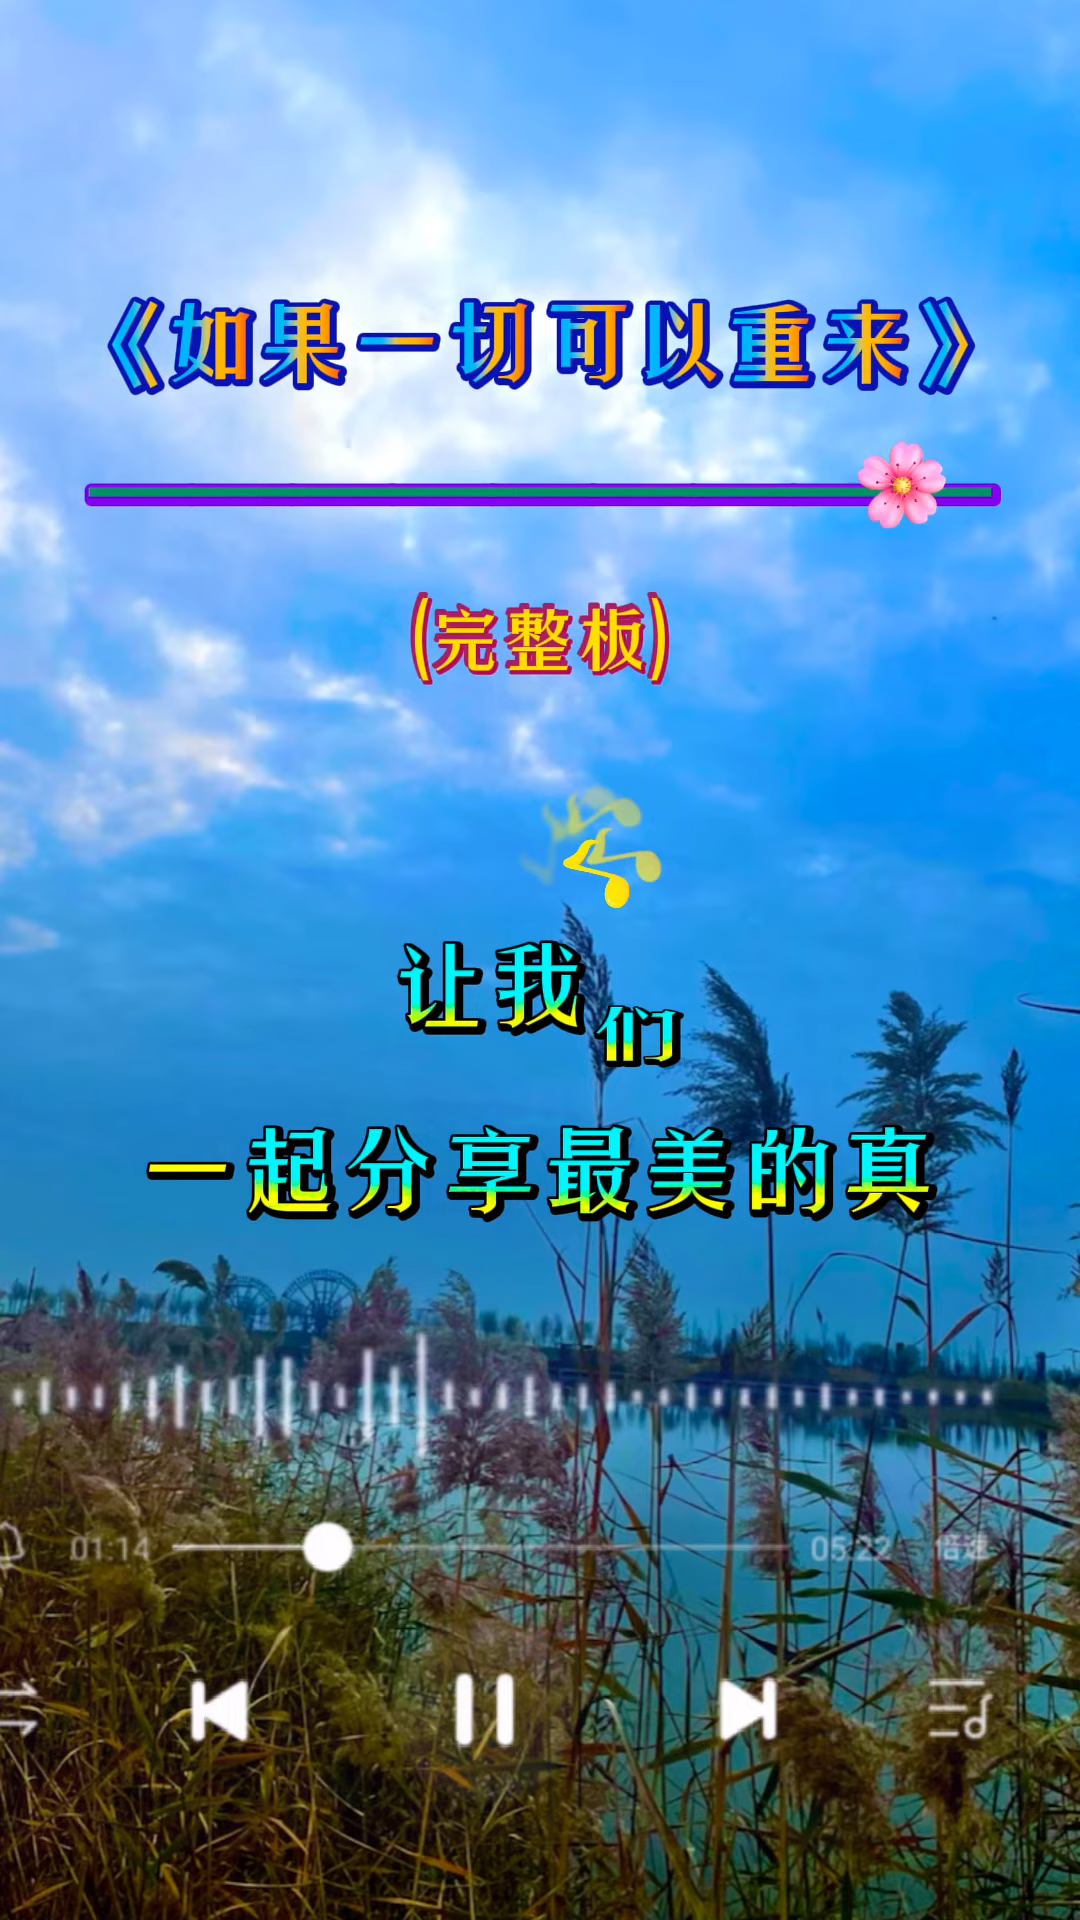 《如果一切可以重来》
(完整板)
让我们
一起分享最美的真
01:14
05:22
倍速